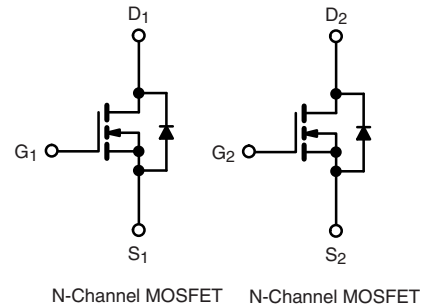 D1 D2
G1 G2
S1 S2
N-Channel MOSFET N-Channel MOSFET